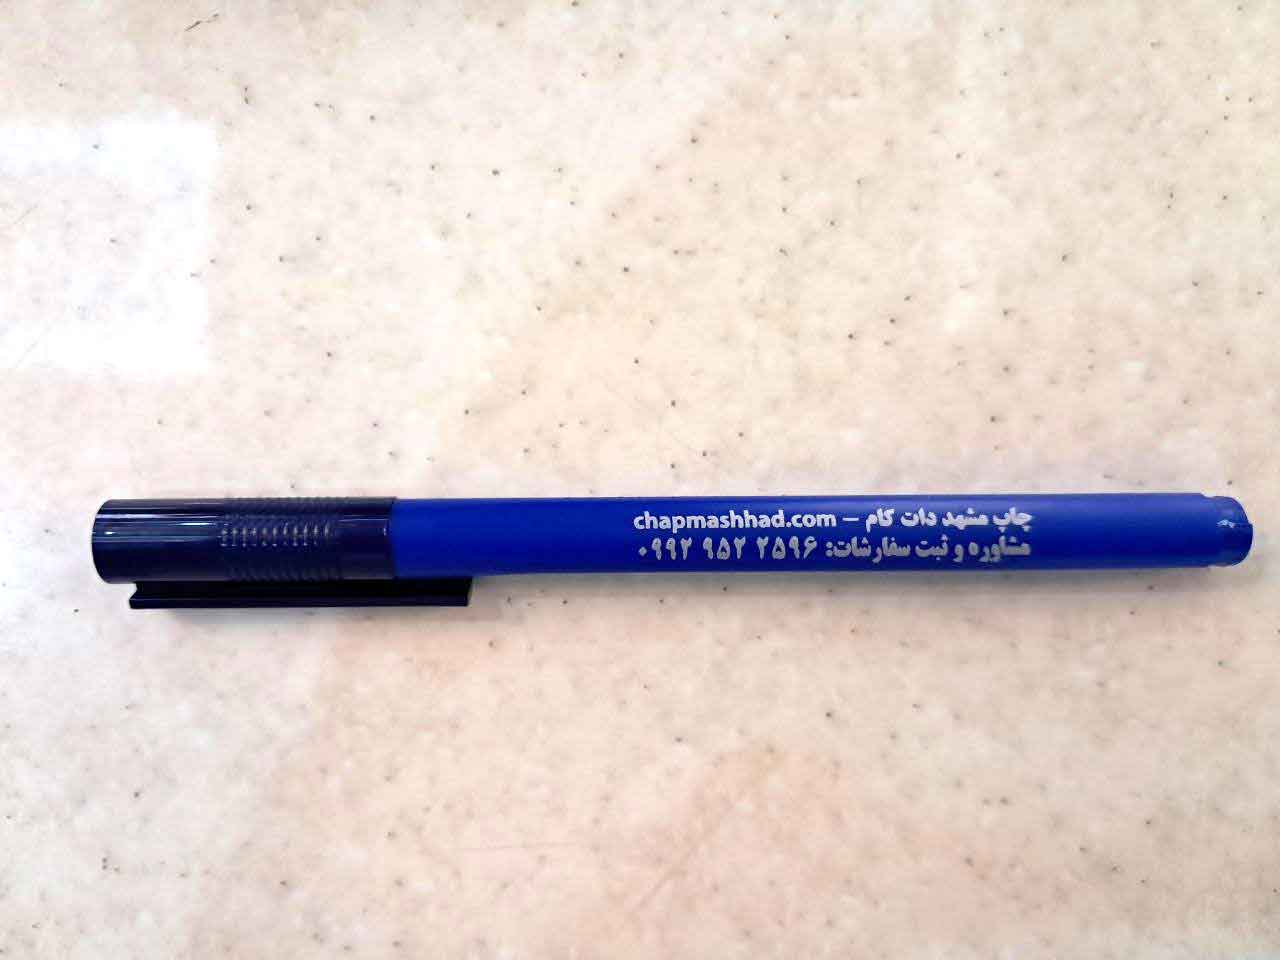 چاپ مشهد دات کام – chapmashhad.com
مشاوره و ثبت سفارشات: ۰۹۹۲ ۹۵۲ ۲۵۹۶